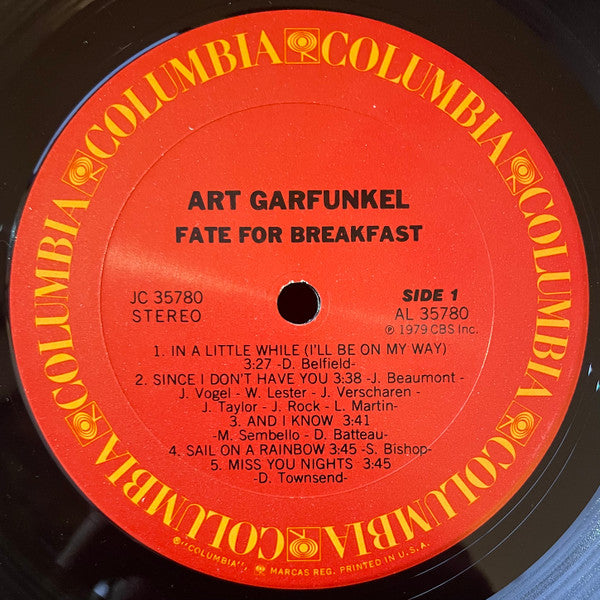 COLUMBIA COLUMBIA COLUMBIA COLUMBIA COLUMBIA COLUMBIA
ART GARFUNKEL
FATE FOR BREAKFAST
JC 35780
STEREO
SIDE 1
AL 35780
℗ 1979 CBS Inc.
1. IN A LITTLE WHILE (I'LL BE ON MY WAY)
3:27 -D. Belfield-
2. SINCE I DON'T HAVE YOU 3:38 -J. Beaumont -
J. Vogel - W. Lester - J. Verscharen -
J. Taylor - J. Rock - L. Martin-
3. AND I KNOW 3:41
-M. Sembello - D. Batteau-
4. SAIL ON A RAINBOW 3:45 -S. Bishop-
5. MISS YOU NIGHTS 3:45
-D. Townsend-
® "COLUMBIA", MARCAS REG. PRINTED IN U.S.A.